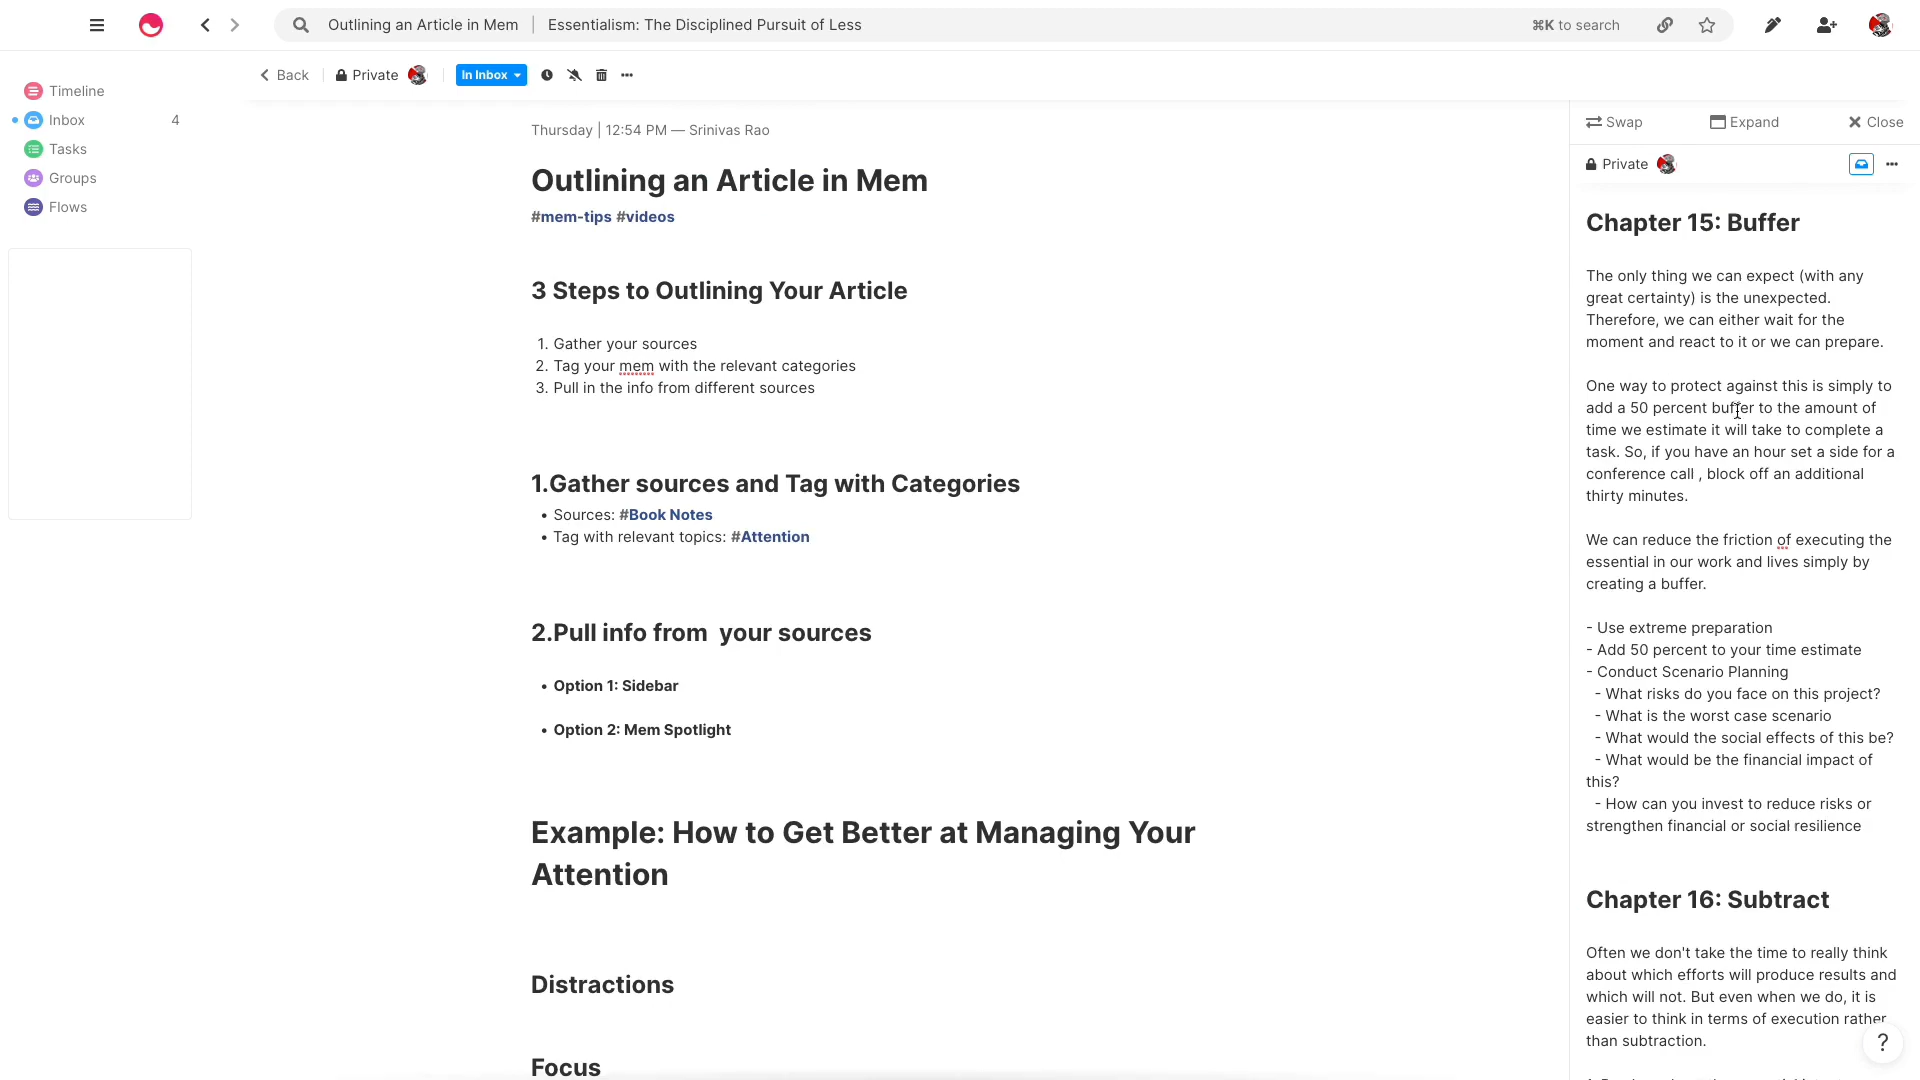 Outlining an Article in Mem
Essentialism: The Disciplined Pursuit of Less
⌘K to search
Back
Private
In Inbox
Timeline
Inbox 4
Tasks
Groups
Flows
Thursday | 12:54 PM — Srinivas Rao
Outlining an Article in Mem
#mem-tips #videos
3 Steps to Outlining Your Article
1. Gather your sources
2. Tag your mem with the relevant categories
3. Pull in the info from different sources
1.Gather sources and Tag with Categories
• Sources: #Book Notes
• Tag with relevant topics: #Attention
2.Pull info from  your sources
• Option 1: Sidebar
• Option 2: Mem Spotlight
Example: How to Get Better at Managing Your
Attention
Distractions
Focus
Swap
Expand
Close
Private
Chapter 15: Buffer
The only thing we can expect (with any
great certainty) is the unexpected.
Therefore, we can either wait for the
moment and react to it or we can prepare.
One way to protect against this is simply to
add a 50 percent buffer to the amount of
time we estimate it will take to complete a
task. So, if you have an hour set a side for a
conference call , block off an additional
thirty minutes.
We can reduce the friction of executing the
essential in our work and lives simply by
creating a buffer.
- Use extreme preparation
- Add 50 percent to your time estimate
- Conduct Scenario Planning
- What risks do you face on this project?
- What is the worst case scenario
- What would the social effects of this be?
- What would be the financial impact of
this?
- How can you invest to reduce risks or
strengthen financial or social resilience
Chapter 16: Subtract
Often we don't take the time to really think
about which efforts will produce results and
which will not. But even when we do, it is
easier to think in terms of execution rather
than subtraction.
?